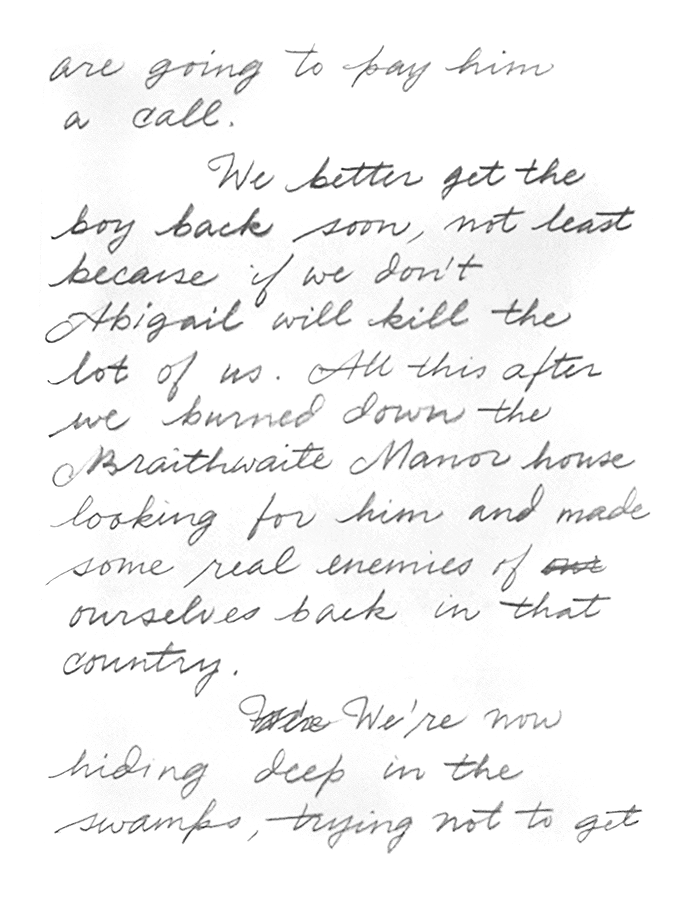 are going to pay him
a call.
We better get the
boy back soon, not least
because if we don't
Abigail will kill the
lot of us. All this after
we burned down the
Braithwaite Manor house
looking for him and made
some real enemies of
ourselves back in that
country.
We're We're now
hiding deep in the
swamps, trying not to get